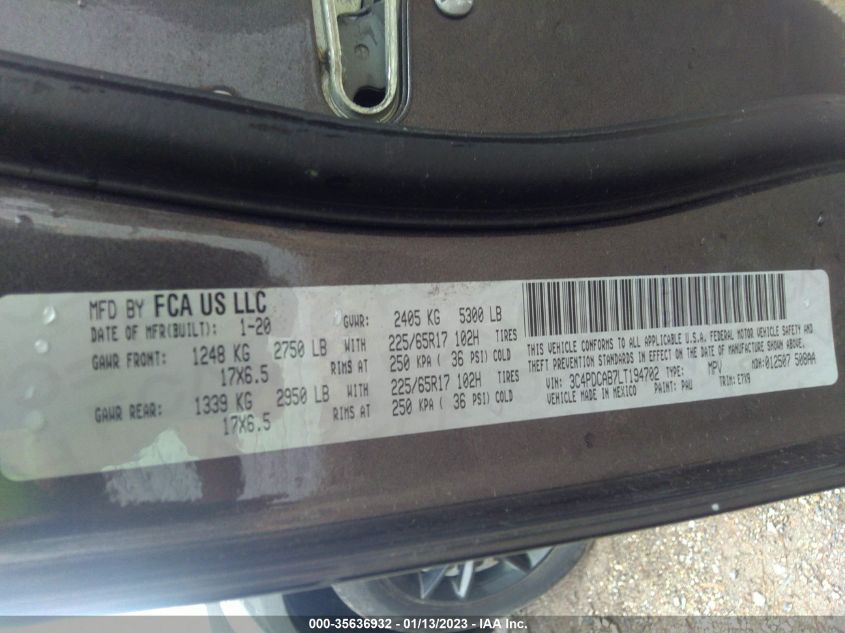 MFD BY FCA US LLC
DATE OF MFR(BUILT): 1-20 GVWR: 2405 KG 5300 LB
GAWR FRONT: 1248 KG 2750 LB WITH 225/65R17 102H TIRES
17X6.5 RIMS AT 250 KPA ( 36 PSI) COLD
GAWR REAR: 1339 KG 2950 LB WITH 225/65R17 102H TIRES
17X6.5 RIMS AT 250 KPA ( 36 PSI) COLD
THIS VEHICLE CONFORMS TO ALL APPLICABLE U.S.A. FEDERAL MOTOR VEHICLE SAFETY AND
THEFT PREVENTION STANDARDS IN EFFECT ON THE DATE OF MANUFACTURE SHOWN ABOVE.
VIN: 3C4PDCAB7LT194702 TYPE: MPV MDH:012507 508AA
VEHICLE MADE IN MEXICO PAINT: PAU TRIM: E7X9
000-35636932 - 01/13/2023 - IAA Inc.